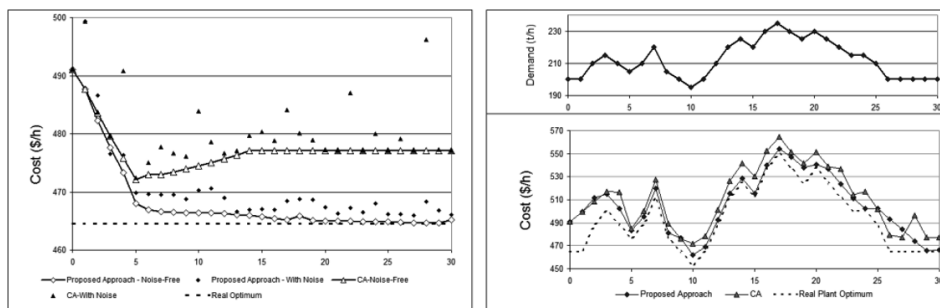 500
490
480
470
460
Cost ($/h)
0 5 10 15 20 25 30
Proposed Approach - Noise-Free
Proposed Approach - With Noise
CA-Noise-Free
CA-With Noise
Real Optimum
230
210
190
Demand (t/h)
0 5 10 15 20 25 30
570
550
530
510
490
470
450
Cost ($/h)
0 5 10 15 20 25 30
Proposed Approach
CA
Real Plant Optimum